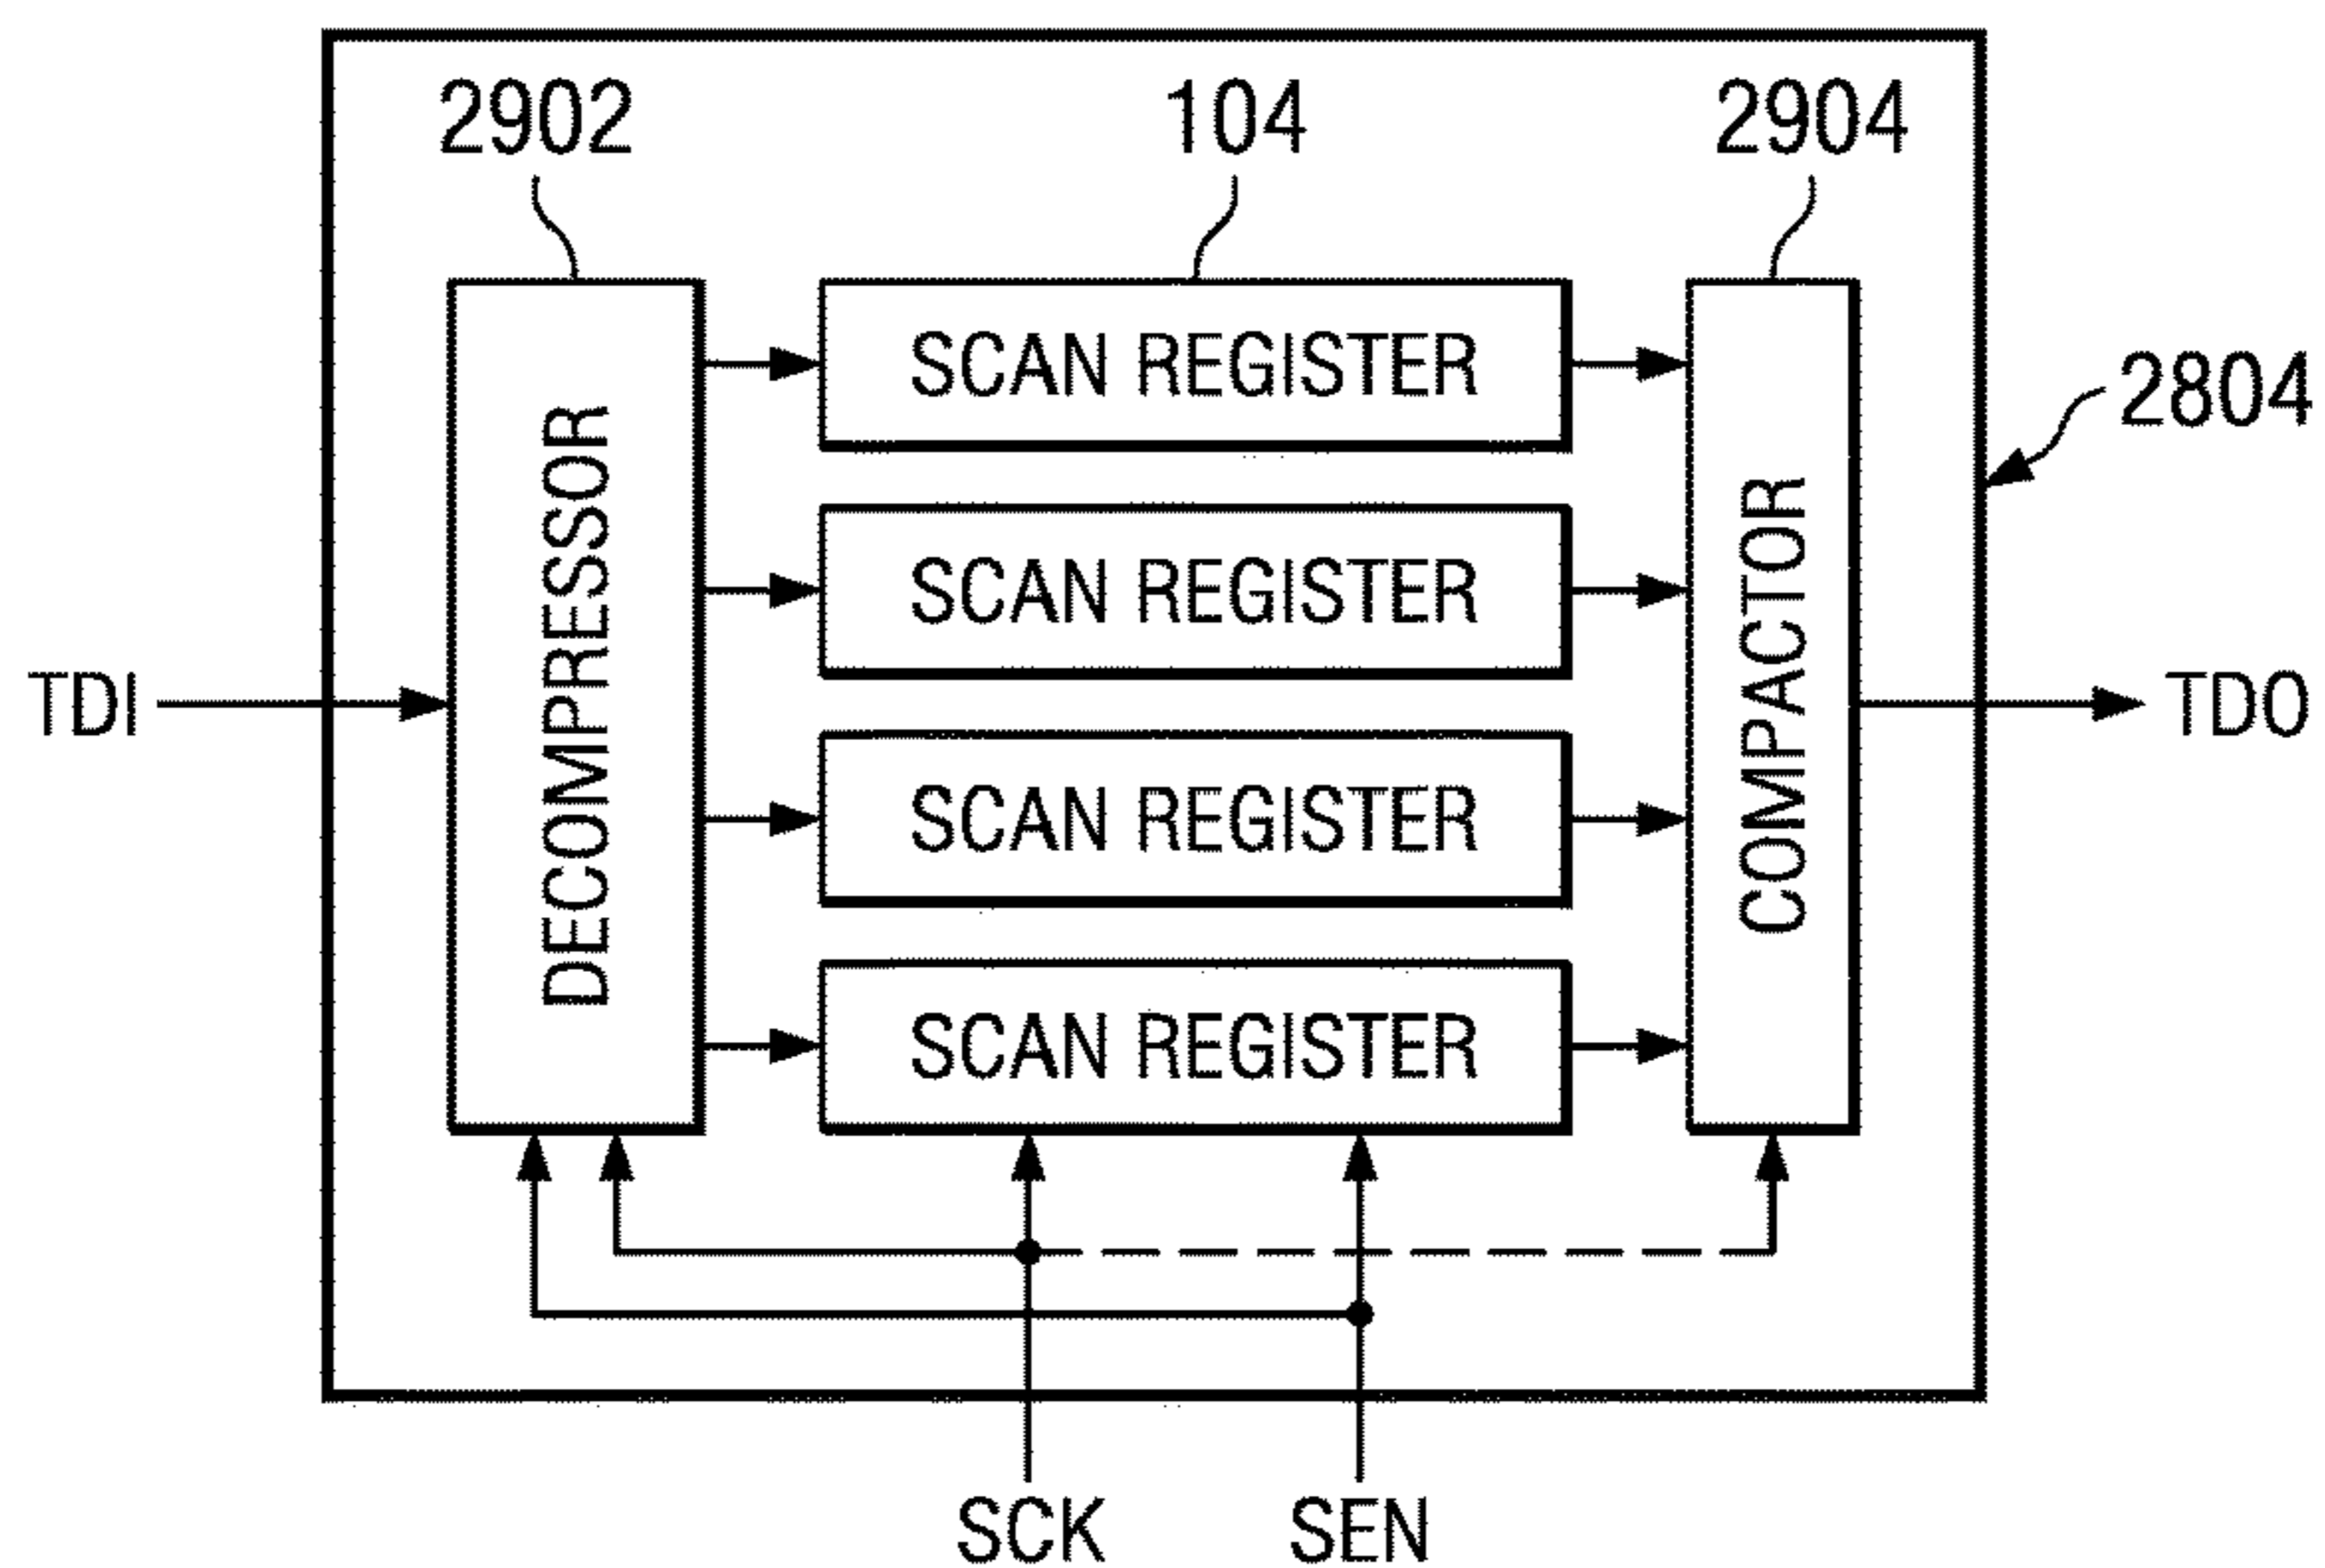 2902
104
2904
2804
SCAN REGISTER
SCAN REGISTER
SCAN REGISTER
SCAN REGISTER
DECOMPRESSOR
COMPACTOR
TDI
TDO
SCK
SEN